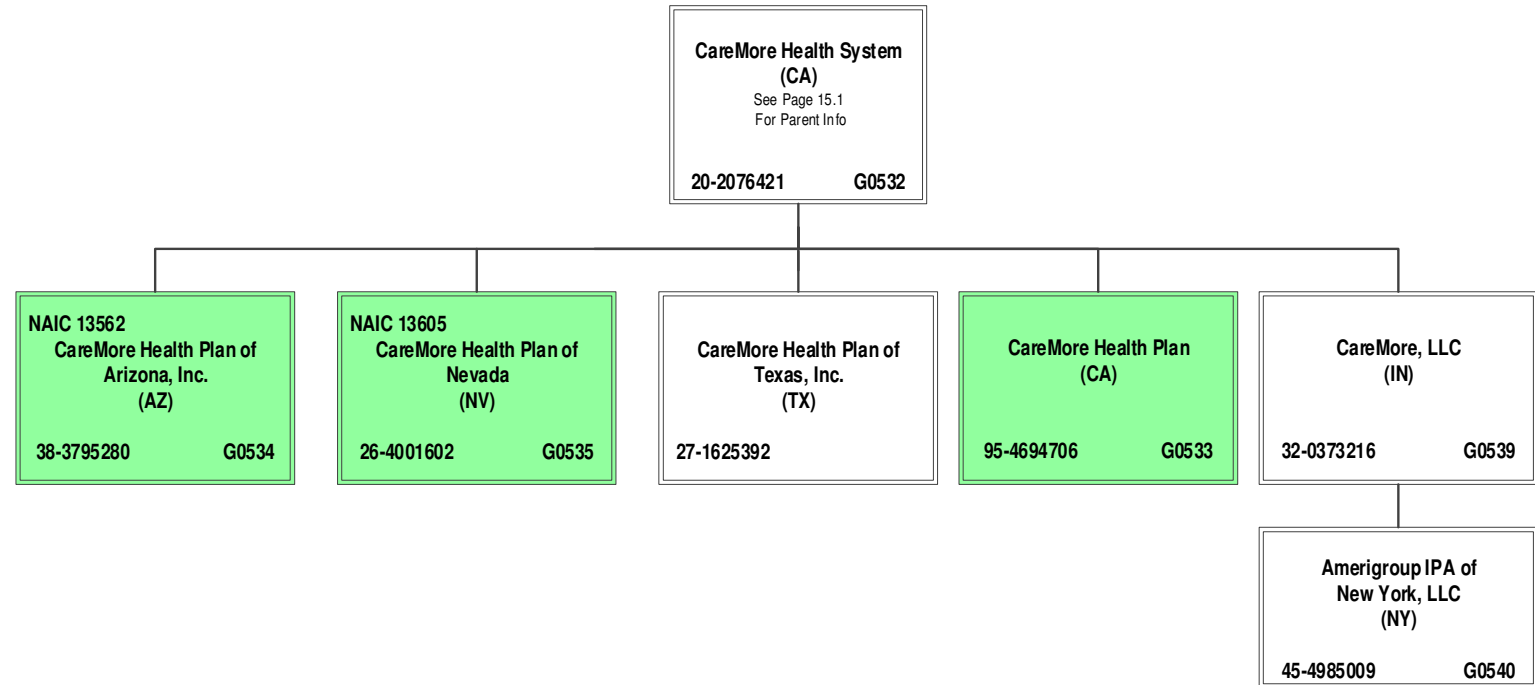 CareMore Health System
(CA)
See Page 15.1
For Parent Info
20-2076421 G0532
NAIC 13562
CareMore Health Plan of
Arizona, Inc.
(AZ)
38-3795280 G0534
NAIC 13605
CareMore Health Plan of
Nevada
(NV)
26-4001602 G0535
CareMore Health Plan of
Texas, Inc.
(TX)
27-1625392
CareMore Health Plan
(CA)
95-4694706 G0533
CareMore, LLC
(IN)
32-0373216 G0539
Amerigroup IPA of
New York, LLC
(NY)
45-4985009 G0540